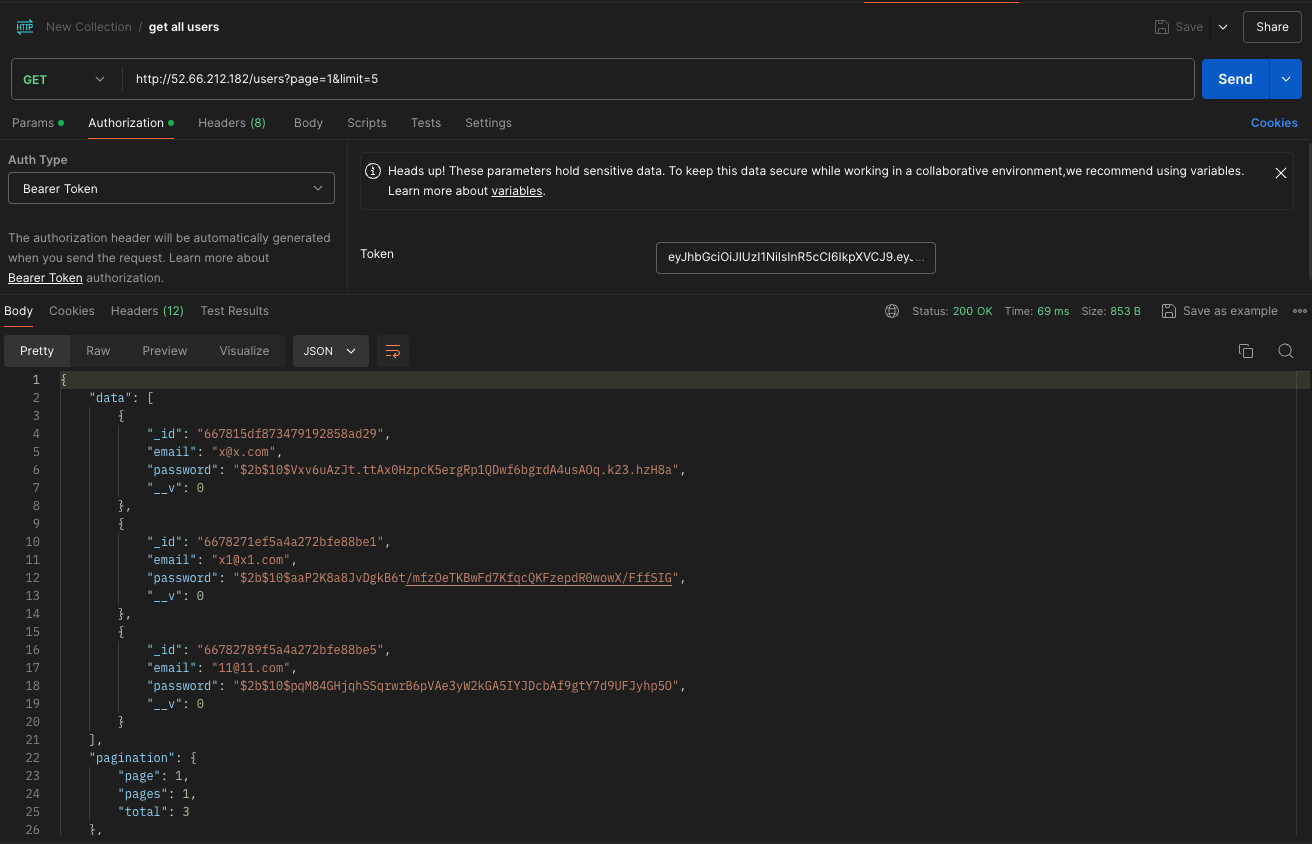 HTTP New Collection / get all users Save Share
GET http://52.66.212.182/users?page=1&limit=5 Send
Params Authorization Headers (8) Body Scripts Tests Settings Cookies
Auth Type
Bearer Token
The authorization header will be automatically generated
when you send the request. Learn more about
Bearer Token authorization.
Heads up! These parameters hold sensitive data. To keep this data secure while working in a collaborative environment,we recommend using variables.
Learn more about variables.
Token eyJhbGciOiJIUzI1NiIsInR5cCI6IkpXVCJ9.eyJ...
Body Cookies Headers (12) Test Results Status: 200 OK Time: 69 ms Size: 853 B Save as example
Pretty Raw Preview Visualize JSON
1 {
2 "data": [
3 {
4 "_id": "667815df873479192858ad29",
5 "email": "x@x.com",
6 "password": "$2b$10$Vxv6uAzJt.ttAx0HzpcK5ergRp1QDwf6bgrdA4usAOq.k23.hzH8a",
7 "__v": 0
8 },
9 {
10 "_id": "6678271ef5a4a272bfe88be1",
11 "email": "x1@x1.com",
12 "password": "$2b$10$aaP2K8a8JvDgkB6t/mfzOeTKBwFd7KfqcQKFzepdR0wowX/FffSIG",
13 "__v": 0
14 },
15 {
16 "_id": "66782789f5a4a272bfe88be5",
17 "email": "11@11.com",
18 "password": "$2b$10$pqM84GHjqhSSqrwrB6pVAe3yW2kGA5IYJDcbAf9gtY7d9UFJyhp5O",
19 "__v": 0
20 }
21 ],
22 "pagination": {
23 "page": 1,
24 "pages": 1,
25 "total": 3
26 },